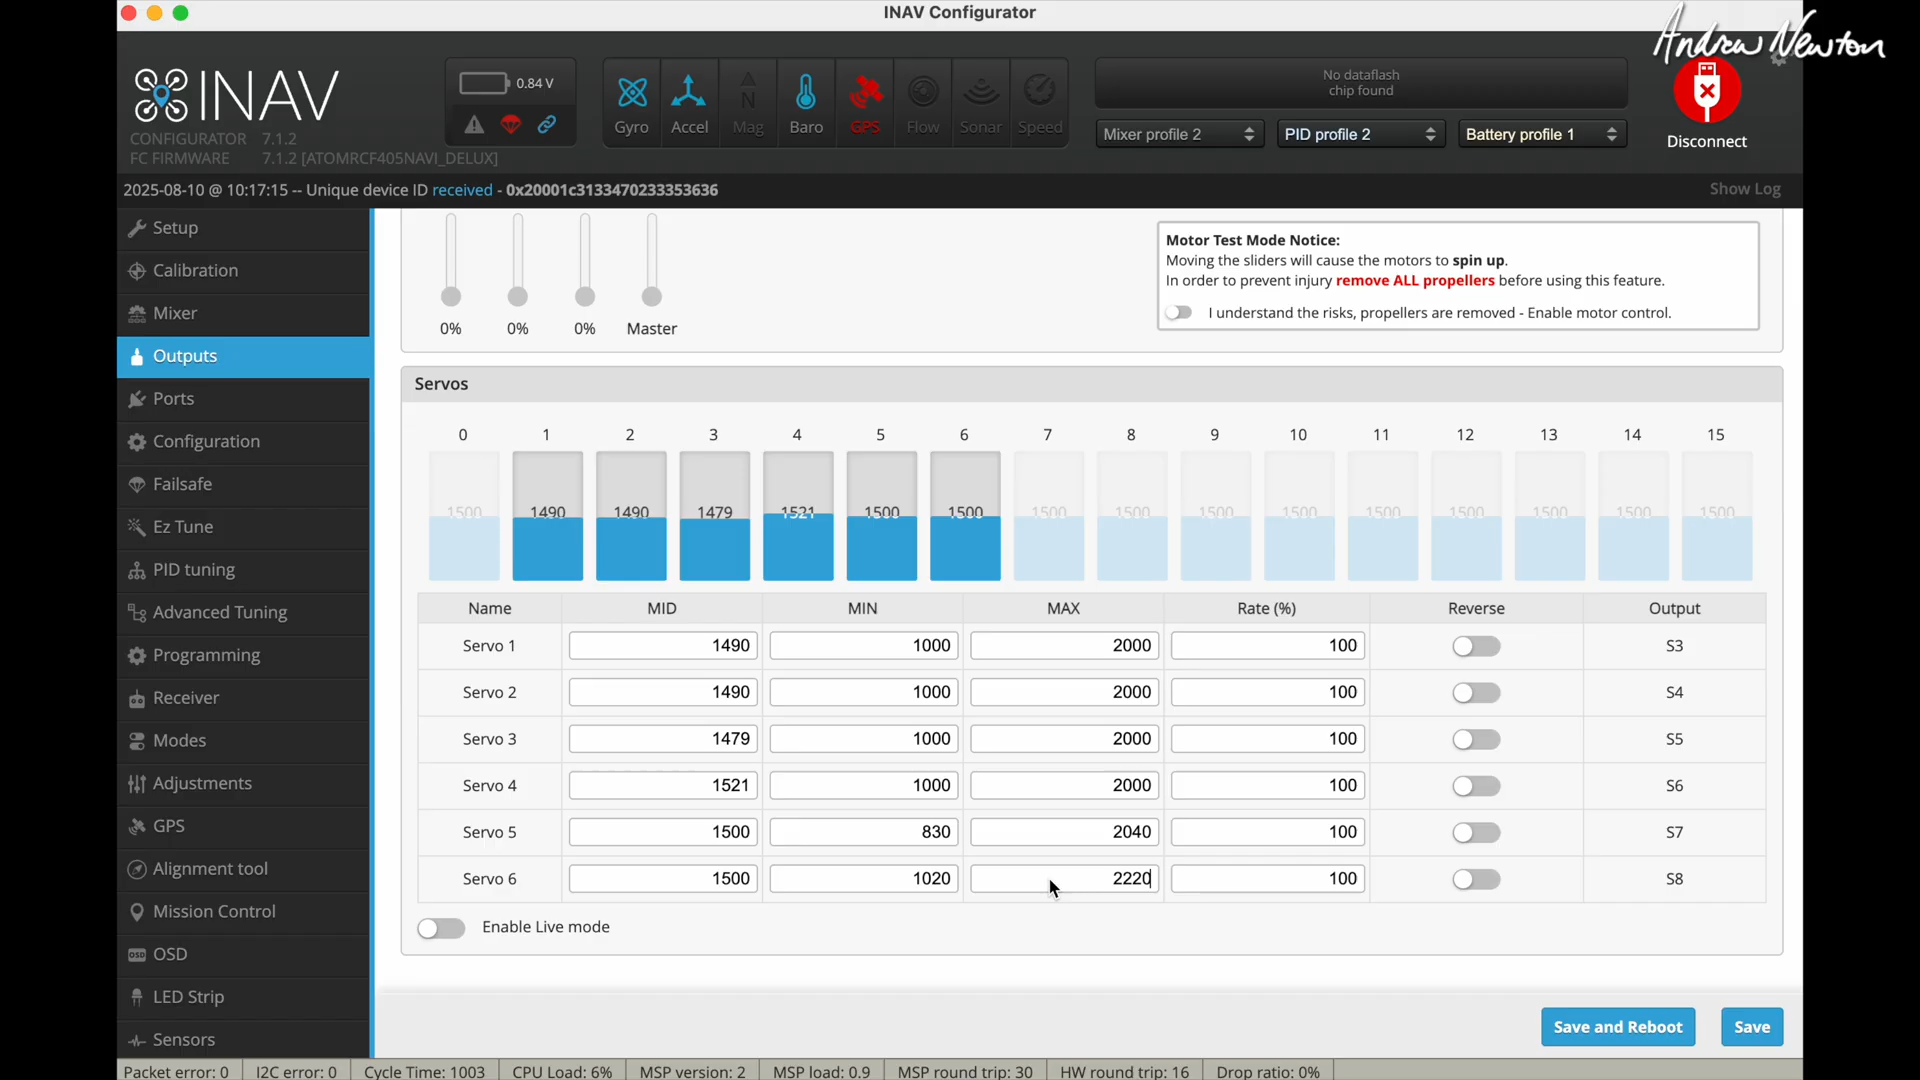 INAV Configurator
Andrew Newton
INAV
CONFIGURATOR 7.1.2
FC FIRMWARE 7.1.2 [ATOMRCF405NAVI_DELUX]
0.84 V
Gyro Accel Mag Baro GPS Flow Sonar Speed
No dataflash
chip found
Mixer profile 2 PID profile 2 Battery profile 1
Disconnect
2025-08-10 @ 10:17:15 -- Unique device ID received - 0x20001c3133470233353636
Show Log
Setup
Calibration
Mixer
Outputs
Ports
Configuration
Failsafe
Ez Tune
PID tuning
Advanced Tuning
Programming
Receiver
Modes
Adjustments
GPS
Alignment tool
Mission Control
OSD
LED Strip
Sensors
0% 0% 0% Master
Motor Test Mode Notice:
Moving the sliders will cause the motors to spin up.
In order to prevent injury remove ALL propellers before using this feature.
I understand the risks, propellers are removed - Enable motor control.
Servos
0 1 2 3 4 5 6 7 8 9 10 11 12 13 14 15
1500 1490 1490 1479 1521 1500 1500 1500 1500 1500 1500 1500 1500 1500 1500 1500
Name MID MIN MAX Rate (%) Reverse Output
Servo 1 1490 1000 2000 100 S3
Servo 2 1490 1000 2000 100 S4
Servo 3 1479 1000 2000 100 S5
Servo 4 1521 1000 2000 100 S6
Servo 5 1500 830 2040 100 S7
Servo 6 1500 1020 2220 100 S8
Enable Live mode
Save and Reboot Save
Packet error: 0 I2C error: 0 Cycle Time: 1003 CPU Load: 6% MSP version: 2 MSP load: 0.9 MSP round trip: 30 HW round trip: 16 Drop ratio: 0%